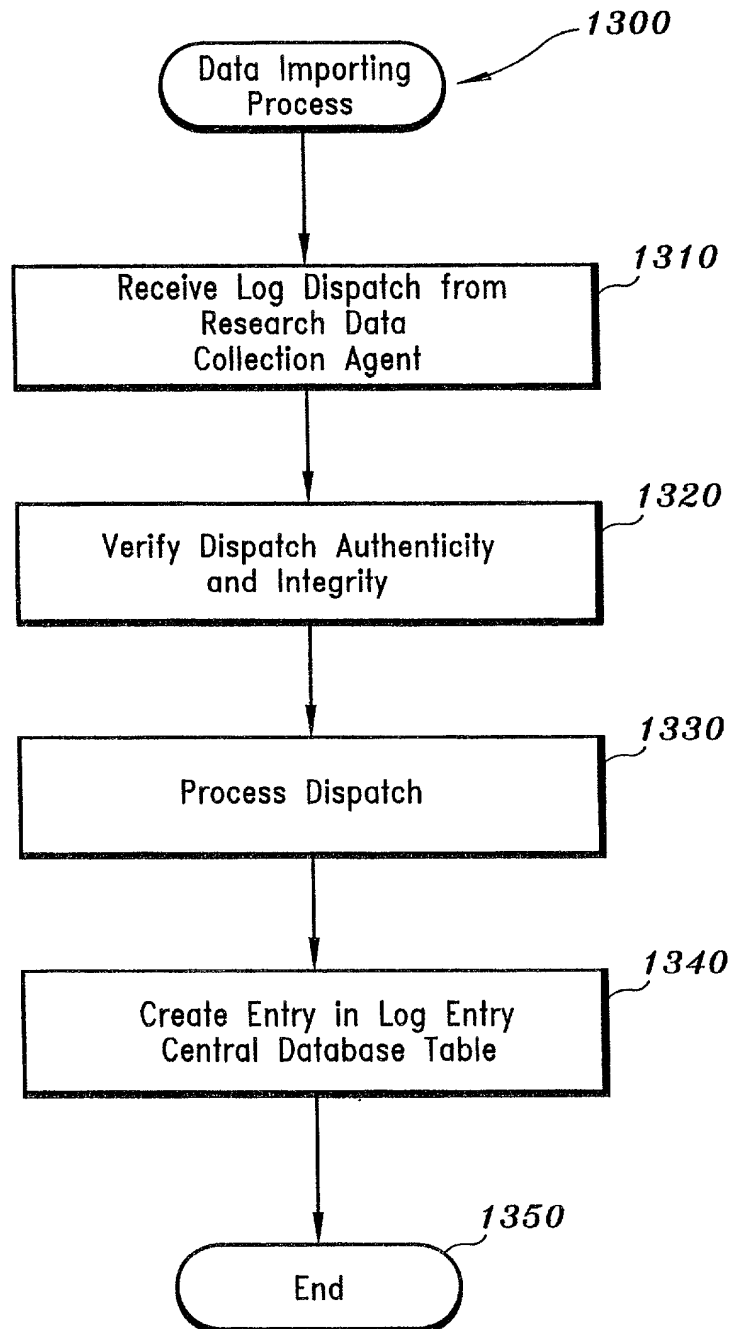 1300
Data Importing
Process
1310
Receive Log Dispatch from
Research Data
Collection Agent
1320
Verify Dispatch Authenticity
and Integrity
1330
Process Dispatch
1340
Create Entry in Log Entry
Central Database Table
1350
End